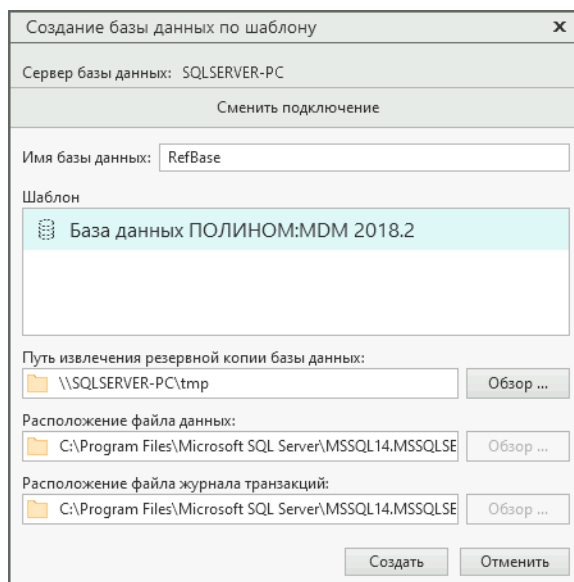 Создание базы данных по шаблону X
Сервер базы данных: SQLSERVER-PC
Сменить подключение
Имя базы данных: RefBase
Шаблон
База данных ПОЛИНОМ:MDM 2018.2
Путь извлечения резервной копии базы данных:
\\SQLSERVER-PC\tmp Обзор ...
Расположение файла данных:
C:\Program Files\Microsoft SQL Server\MSSQL14.MSSQLSE Обзор ...
Расположение файла журнала транзакций:
C:\Program Files\Microsoft SQL Server\MSSQL14.MSSQLSE Обзор ...
Создать Отменить